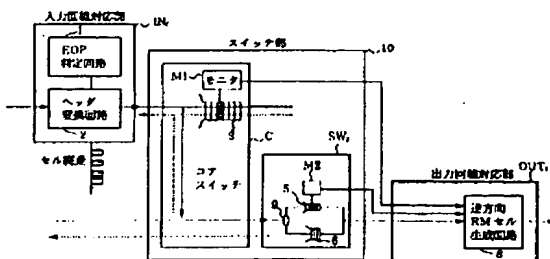 入力回線対応部
IN₁
1
EOP
判定回路
ヘッダ
変換回路
2
セル廃棄
スイッチ部
10
M1
モニタ
3
C
コア
スイッチ
SW₁
M2
5
9
6
出力回線対応部
OUT₁
逆方向
RMセル
生成回路
8